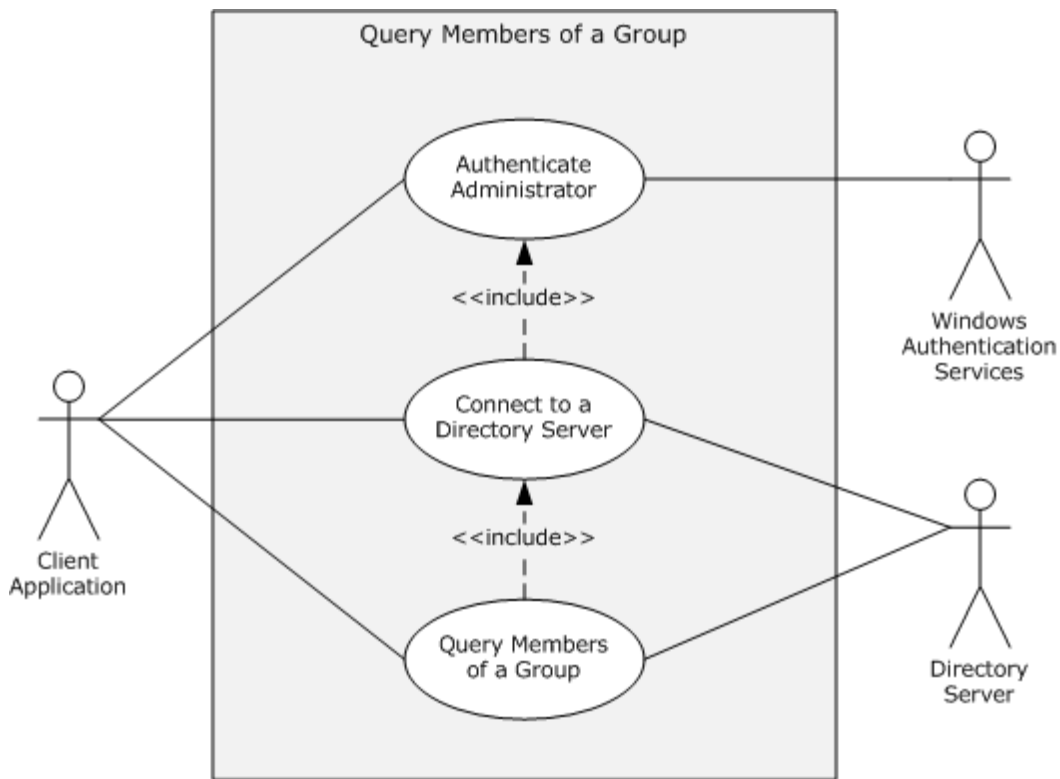 Query Members of a Group
Authenticate
Administrator
<<include>>
Windows
Authentication
Services
Connect to a
Directory Server
<<include>>
Client
Application
Query Members
of a Group
Directory
Server